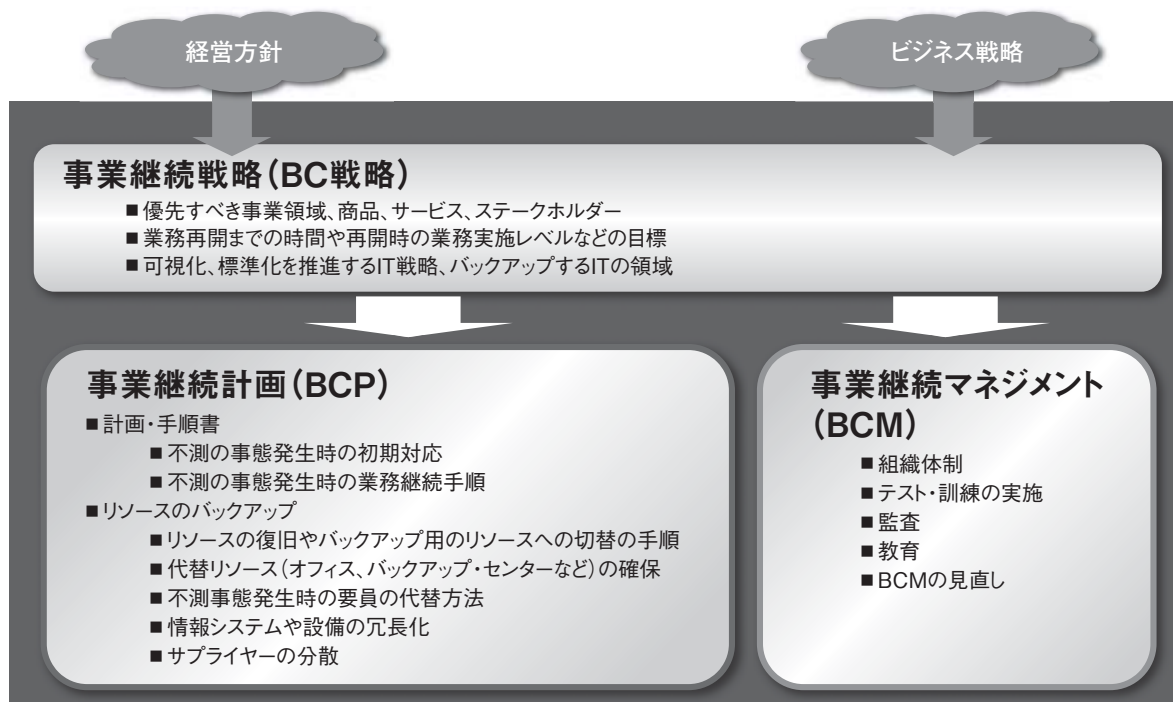 経営方針
ビジネス戦略
事業継続戦略(BC戦略)
■優先すべき事業領域、商品、サービス、ステークホルダー
■業務再開までの時間や再開時の業務実施レベルなどの目標
■可視化、標準化を推進するIT戦略、バックアップするITの領域
事業継続計画(BCP)
■計画・手順書
■不測の事態発生時の初期対応
■不測の事態発生時の業務継続手順
■リソースのバックアップ
■リソースの復旧やバックアップ用のリソースへの切替の手順
■代替リソース(オフィス、バックアップ・センターなど)の確保
■不測事態発生時の要員の代替方法
■情報システムや設備の冗長化
■サプライヤーの分散
事業継続マネジメント
(BCM)
■組織体制
■テスト・訓練の実施
■監査
■教育
■BCMの見直し